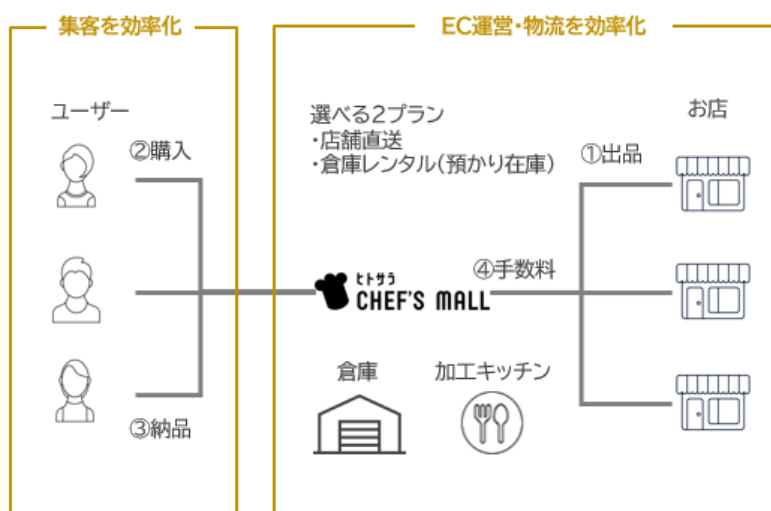 集客を効率化
EC運営・物流を効率化
ユーザー
②購入
③納品
選べる2プラン
・店舗直送
・倉庫レンタル（預かり在庫）
お店
①出品
④手数料
ヒトサラ
CHEF'S MALL
倉庫
加工キッチン